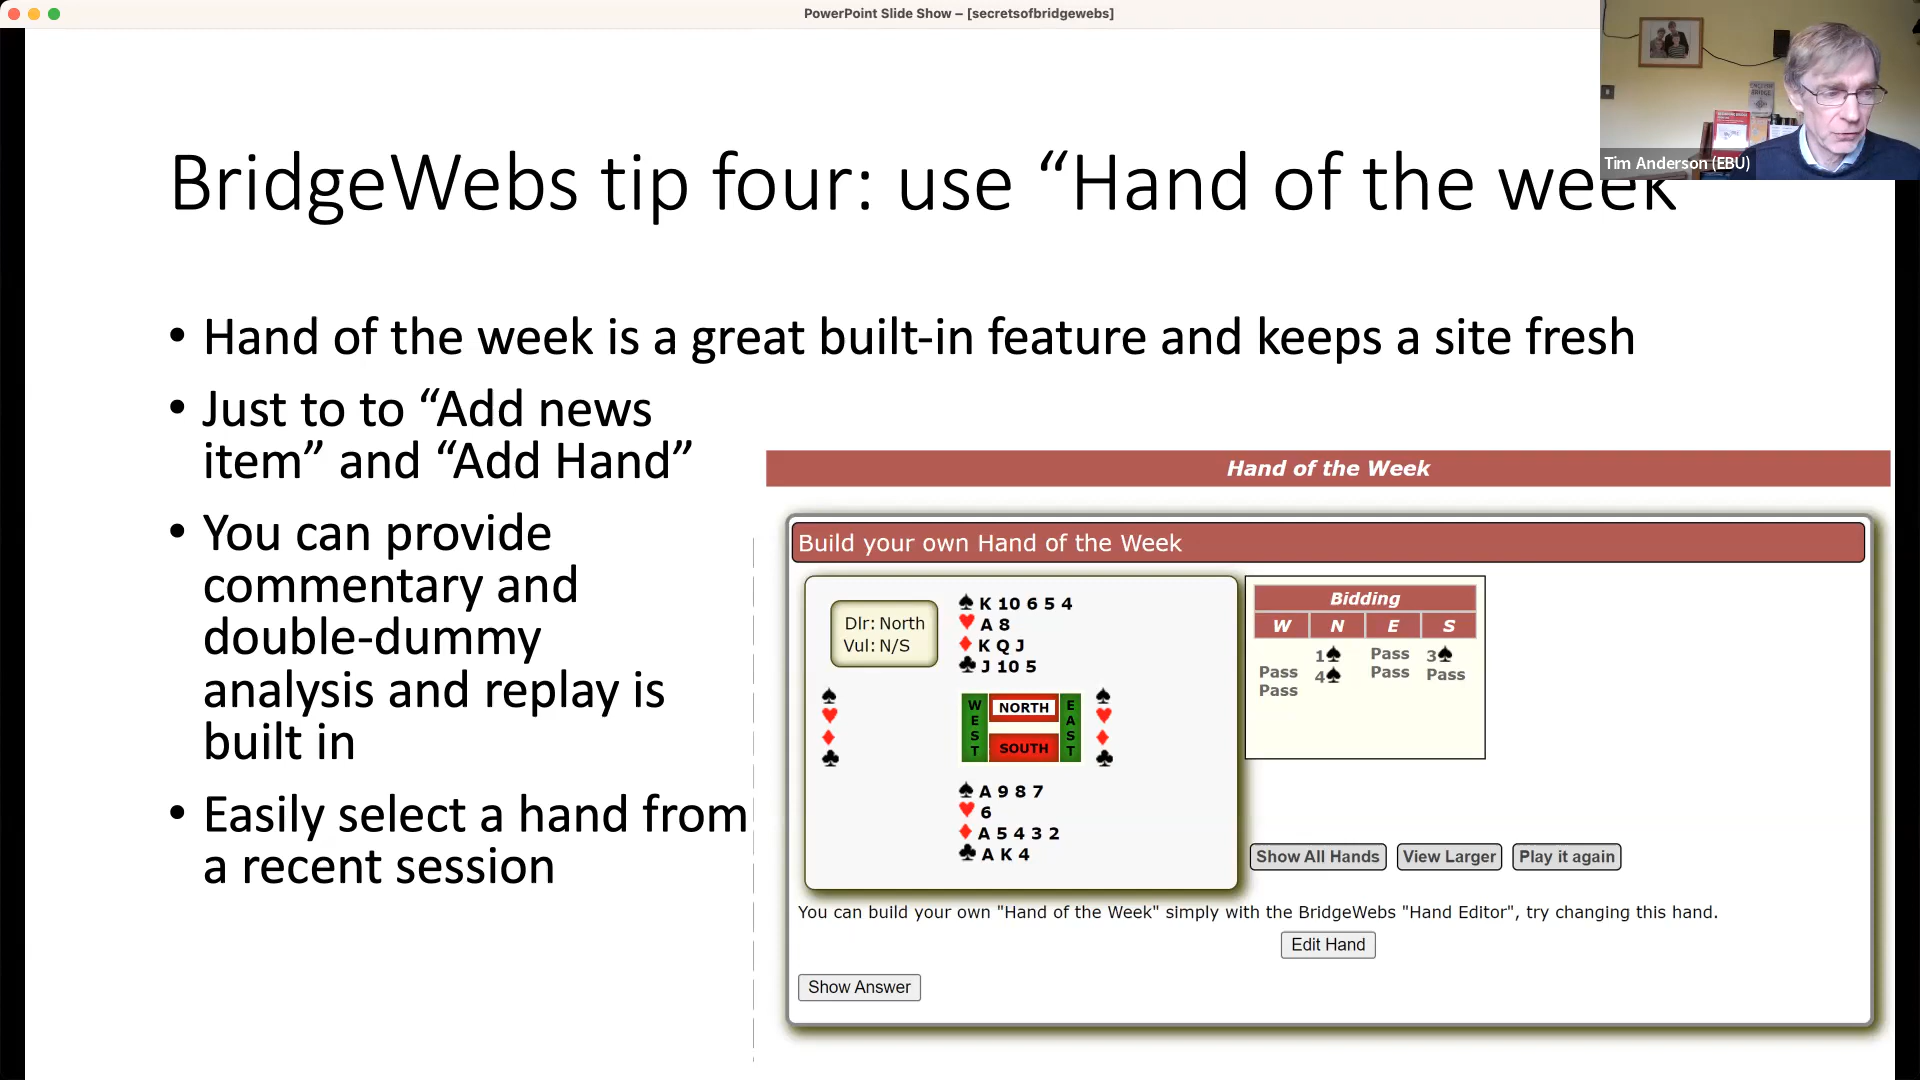 PowerPoint Slide Show – [secretsofbridgewebs]
Tim Anderson (EBU)
BridgeWebs tip four: use “Hand of the week
• Hand of the week is a great built-in feature and keeps a site fresh
• Just to to “Add news
item” and “Add Hand”
• You can provide
commentary and
double-dummy
analysis and replay is
built in
• Easily select a hand from
a recent session
Hand of the Week
Build your own Hand of the Week
Dlr: North
Vul: N/S
♠ K 10 6 5 4
♥ A 8
♦ K Q J
♣ J 10 5
♠
♥
♦
♣
WEST
NORTH
SOUTH
EAST
♠
♥
♦
♣
♠ A 9 8 7
♥ 6
♦ A 5 4 3 2
♣ A K 4
Bidding
W N E S
1♠ Pass 3♠
Pass 4♠ Pass Pass
Pass
Show All Hands View Larger Play it again
You can build your own "Hand of the Week" simply with the BridgeWebs "Hand Editor", try changing this hand.
Edit Hand
Show Answer